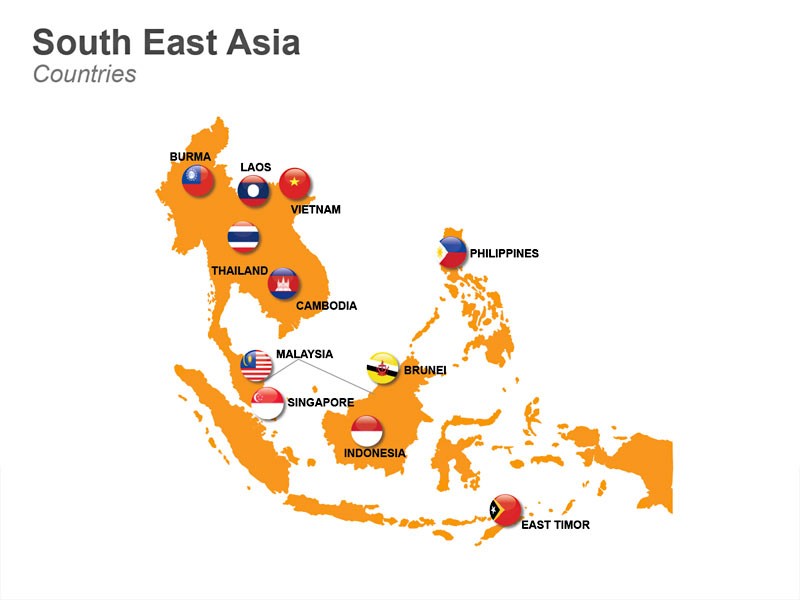 South East Asia
Countries
BURMA
LAOS
VIETNAM
THAILAND
CAMBODIA
PHILIPPINES
MALAYSIA
BRUNEI
SINGAPORE
INDONESIA
EAST TIMOR